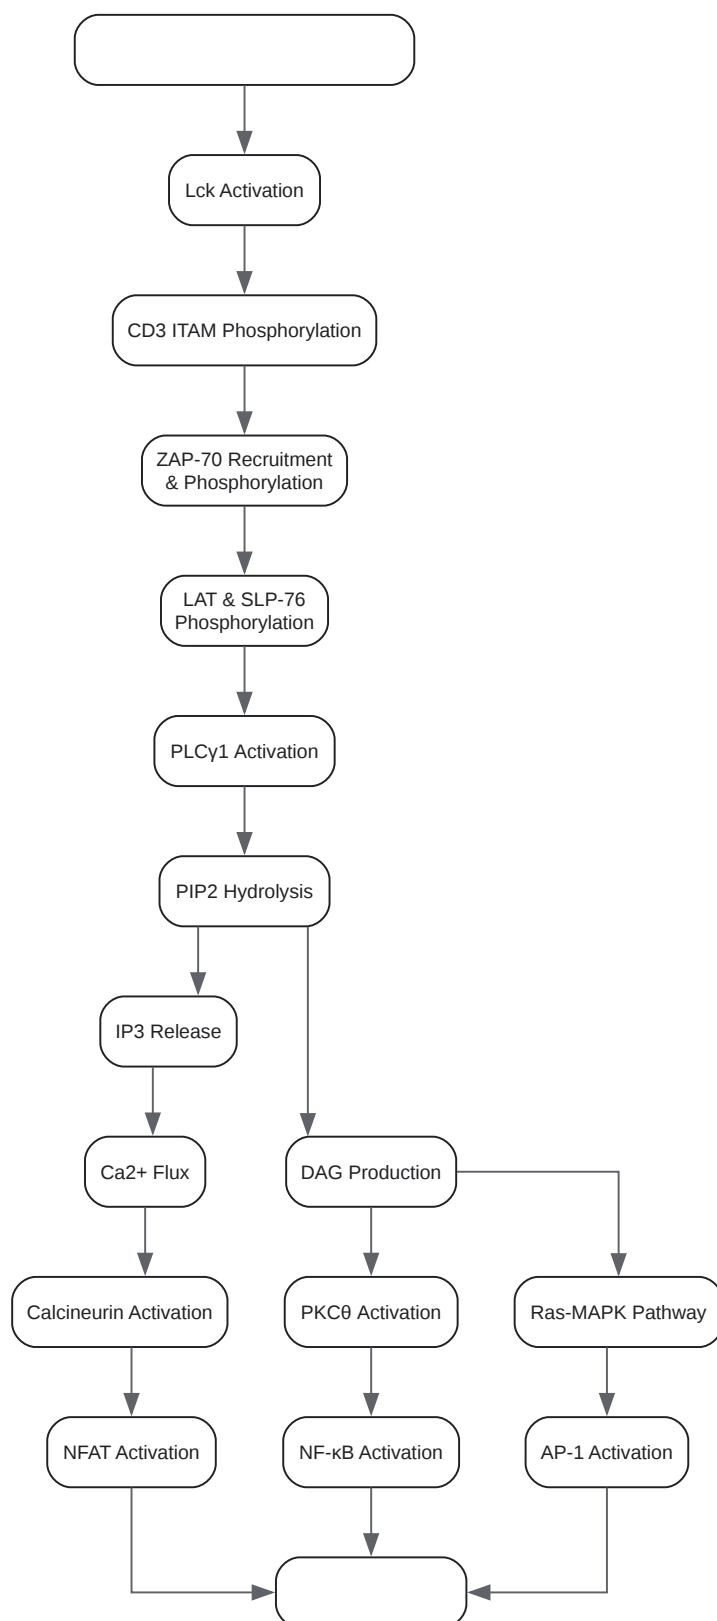 Lck Activation
CD3 ITAM Phosphorylation
ZAP-70 Recruitment
& Phosphorylation
LAT & SLP-76
Phosphorylation
PLCγ1 Activation
PIP2 Hydrolysis
IP3 Release
Ca2+ Flux
DAG Production
Calcineurin Activation
PKCθ Activation
Ras-MAPK Pathway
NFAT Activation
NF-κB Activation
AP-1 Activation